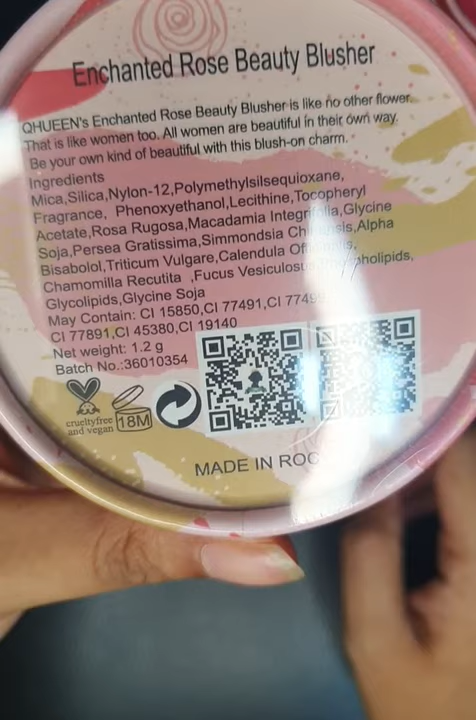 Enchanted Rose Beauty Blusher
QHUEEN's Enchanted Rose Beauty Blusher is like no other flower.
That is like women too. All women are beautiful in their own way.
Be your own kind of beautiful with this blush-on charm.
Ingredients
Mica,Silica,Nylon-12,Polymethylsilsequioxane,
Fragrance, Phenoxyethanol,Lecithine,Tocopheryl
Acetate,Rosa Rugosa,Macadamia Integrifolia,Glycine
Soja,Persea Gratissima,Simmondsia Chinensis,Alpha
Bisabolol,Triticum Vulgare,Calendula Officinalis,
Chamomilla Recutita ,Fucus Vesiculosus
Glycolipids,Glycine Soja
May Contain: CI 15850,CI 77491,CI
CI 77891,CI 45380,CI 19140
Net weight: 1.2 g
Batch No.:36010354
crueltyfree
and vegan
18M
MADE IN ROC